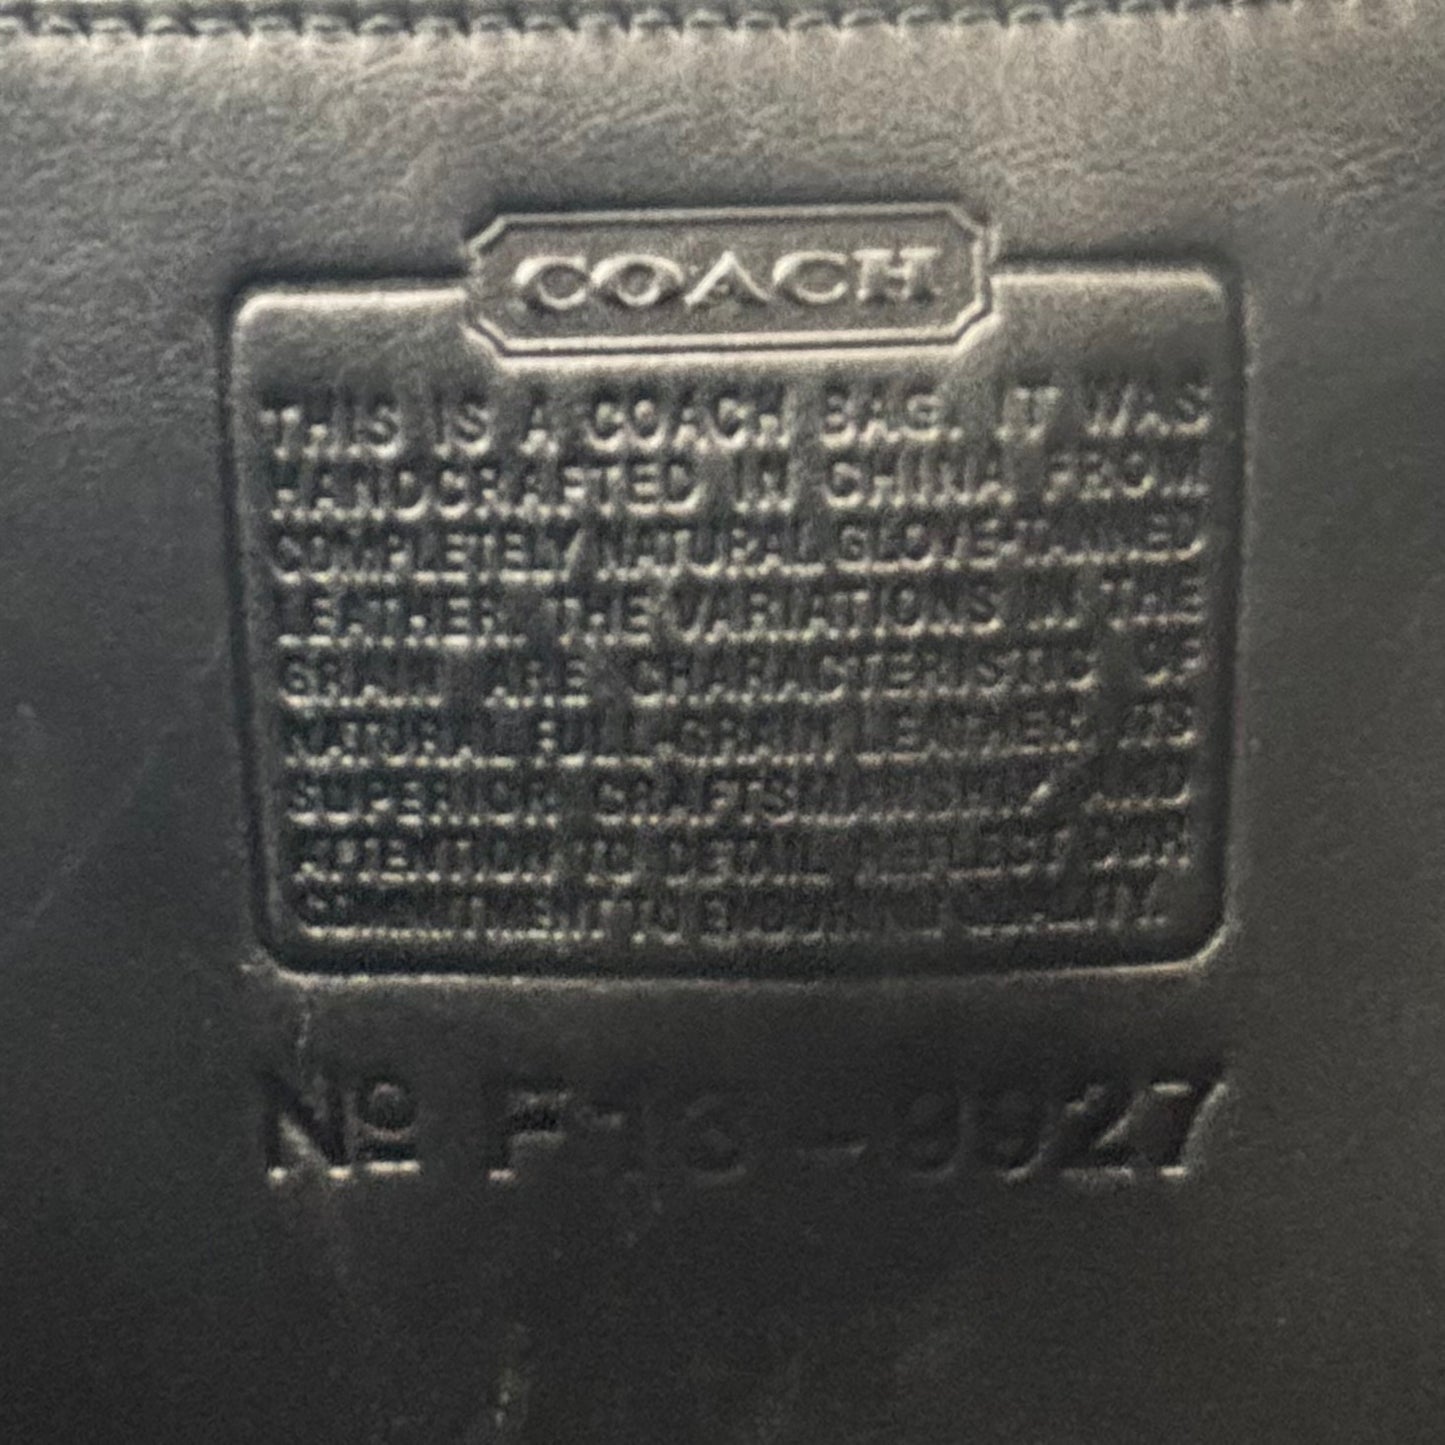 COACH
THIS IS A COACH BAG. IT WAS
HANDCRAFTED IN CHINA FROM
COMPLETELY NATURAL GLOVE-TANNED
LEATHER. THE VARIATIONS IN THE
GRAIN ARE CHARACTERISTIC OF
NATURAL FULL-GRAIN LEATHER. ITS
SUPERIOR CRAFTSMANSHIP AND
ATTENTION TO DETAIL REFLECT OUR
COMMITMENT TO ENDURING QUALITY.
Nº